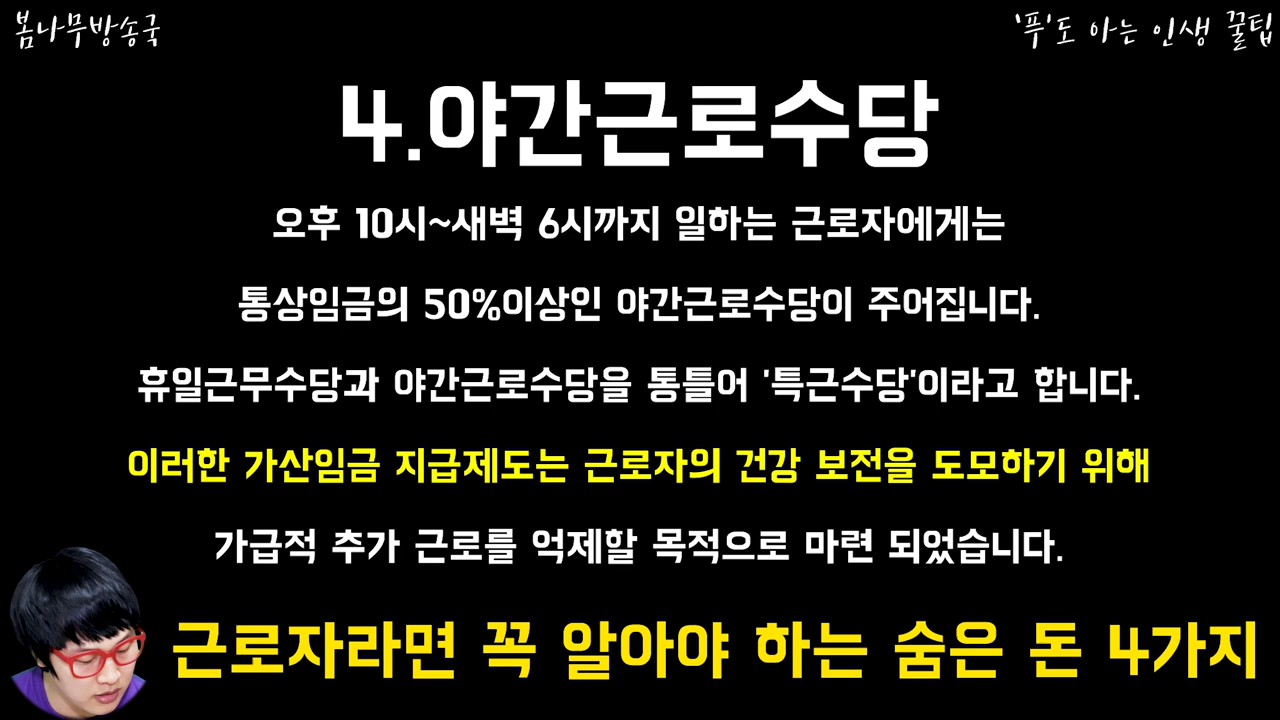 봄나무방송국
'푸'도 아는 인생 꿀팁
4.야간근로수당
오후 10시~새벽 6시까지 일하는 근로자에게는
통상임금의 50%이상인 야간근로수당이 주어집니다.
휴일근무수당과 야간근로수당을 통틀어 '특근수당'이라고 합니다.
이러한 가산임금 지급제도는 근로자의 건강 보전을 도모하기 위해
가급적 추가 근로를 억제할 목적으로 마련 되었습니다.
근로자라면 꼭 알아야 하는 숨은 돈 4가지